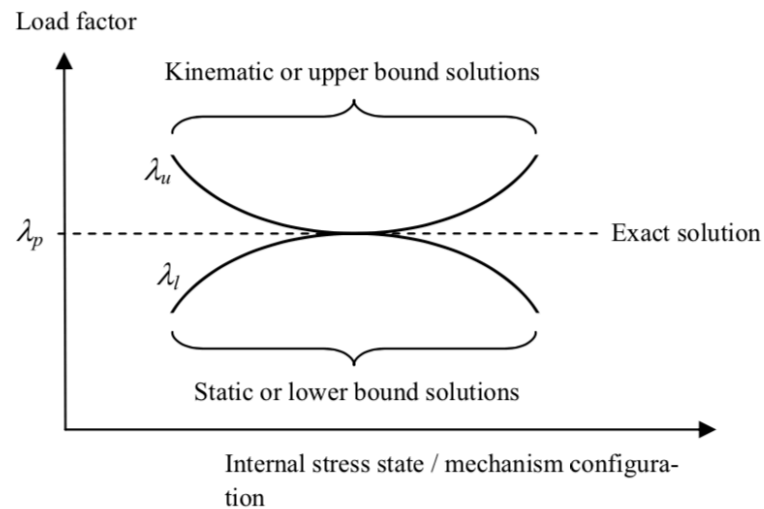 Load factor
Kinematic or upper bound solutions
λu
λp
Exact solution
λl
Static or lower bound solutions
Internal stress state / mechanism configura-
tion